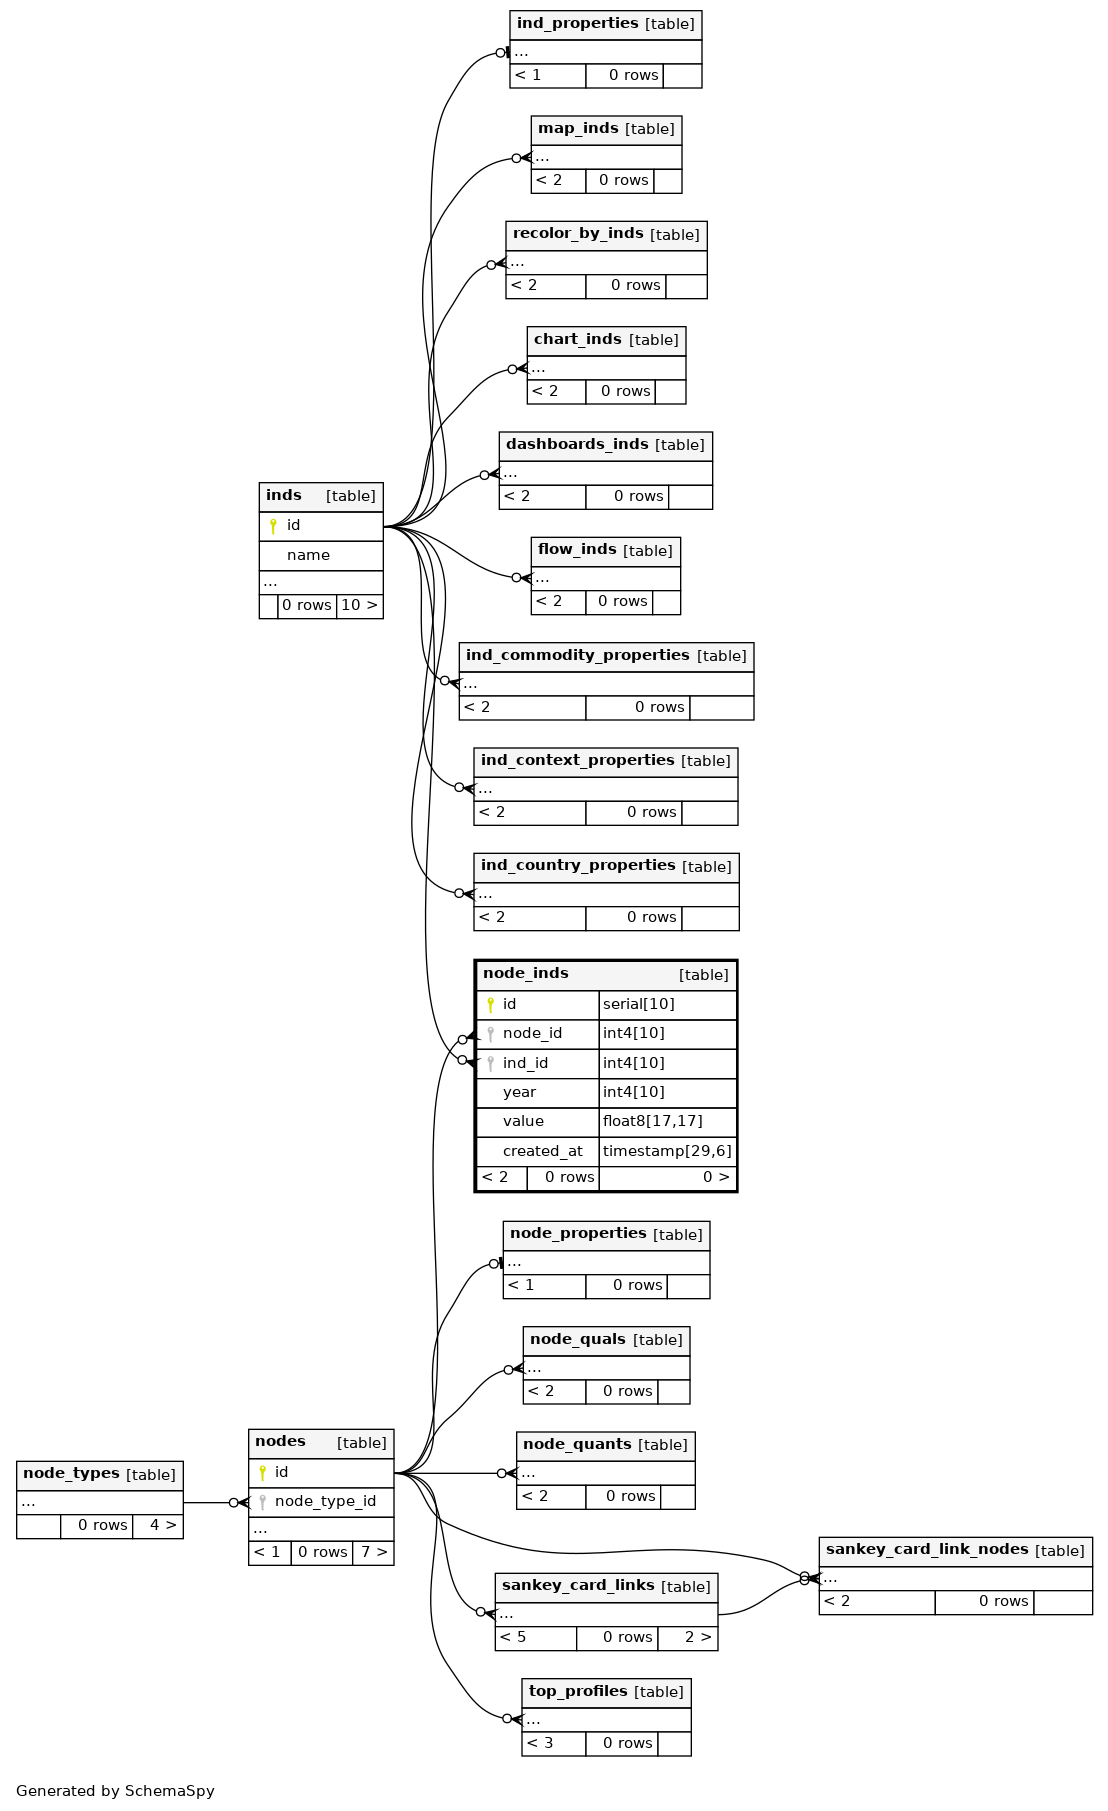 ind_properties [table]
...
< 1 0 rows
map_inds [table]
...
< 2 0 rows
recolor_by_inds [table]
...
< 2 0 rows
chart_inds [table]
...
< 2 0 rows
dashboards_inds [table]
...
< 2 0 rows
inds [table]
id
name
...
0 rows 10 >
flow_inds [table]
...
< 2 0 rows
ind_commodity_properties [table]
...
< 2 0 rows
ind_context_properties [table]
...
< 2 0 rows
ind_country_properties [table]
...
< 2 0 rows
node_inds [table]
id serial[10]
node_id int4[10]
ind_id int4[10]
year int4[10]
value float8[17,17]
created_at timestamp[29,6]
< 2 0 rows 0 >
node_properties [table]
...
< 1 0 rows
node_quals [table]
...
< 2 0 rows
nodes [table]
id
node_type_id
...
< 1 0 rows 7 >
node_quants [table]
...
< 2 0 rows
node_types [table]
...
0 rows 4 >
sankey_card_link_nodes [table]
...
< 2 0 rows
sankey_card_links [table]
...
< 5 0 rows 2 >
top_profiles [table]
...
< 3 0 rows
Generated by SchemaSpy